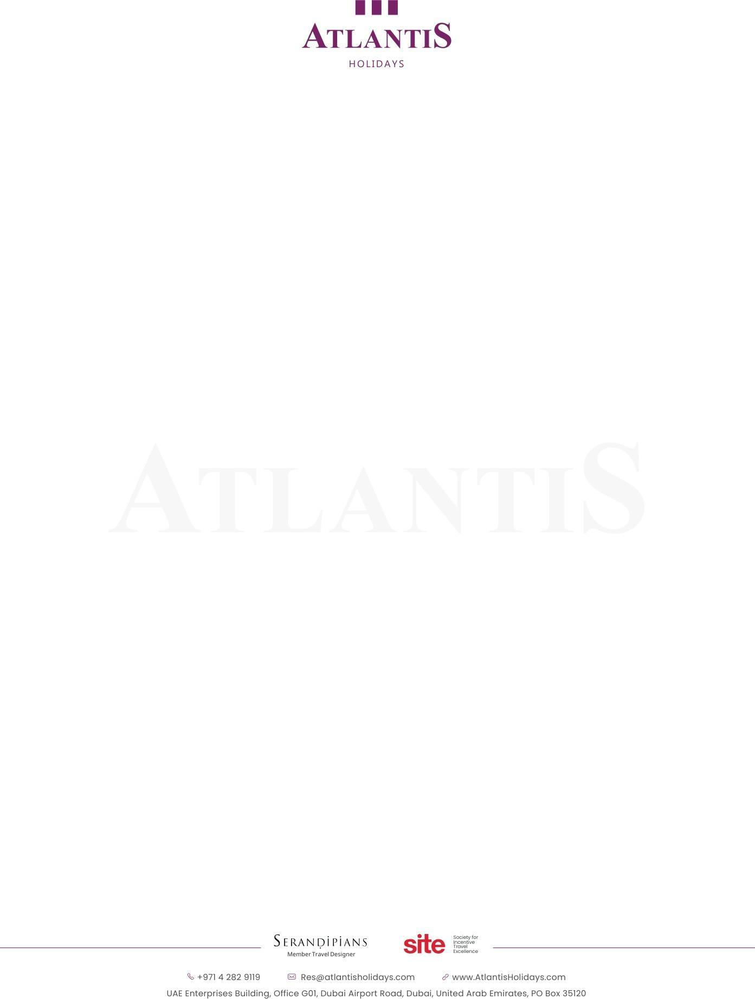 ATLANTIS
HOLIDAYS
ATLANTIS
SERANDIPIANS
Member Travel Designer
site
Society for
Incentive
Travel
Excellence
+971 4 282 9119
Res@atlantisholidays.com
www.AtlantisHolidays.com
UAE Enterprises Building, Office G01, Dubai Airport Road, Dubai, United Arab Emirates, PO Box 35120